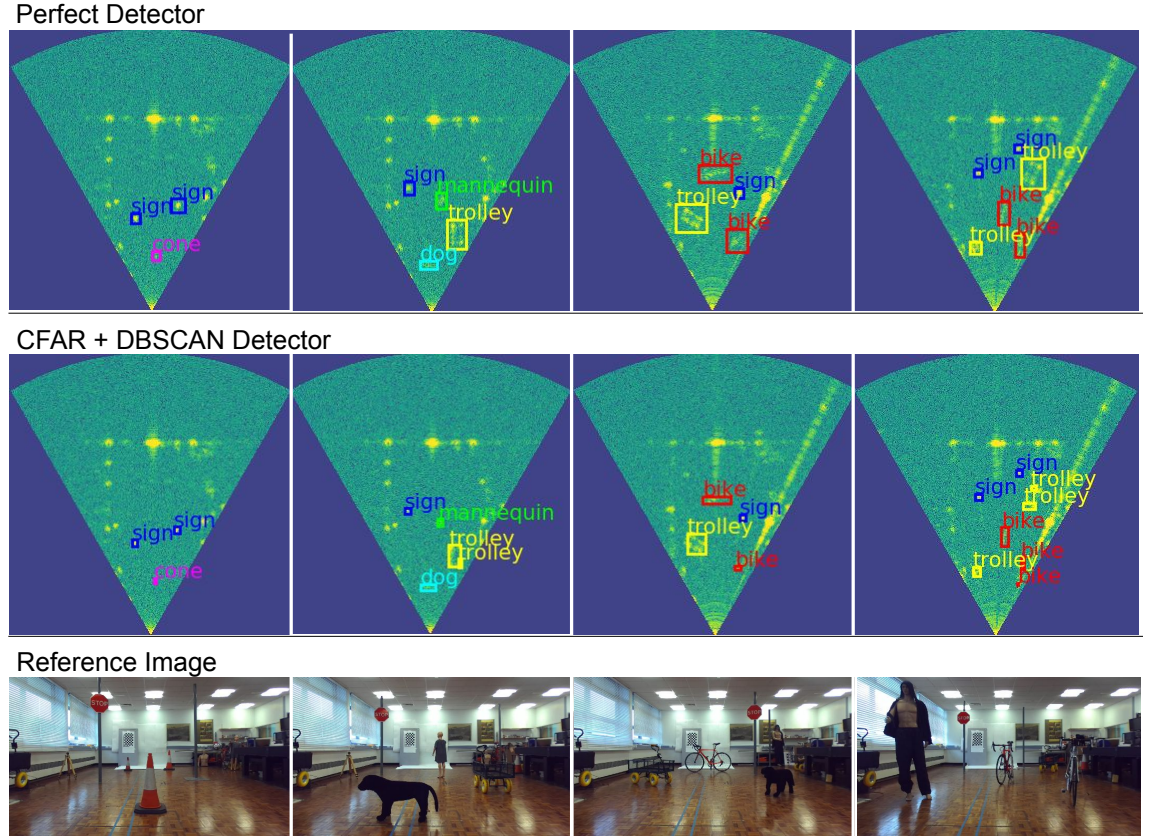 Perfect Detector
sign
sign
cone
sign
mannequin
trolley
dog
bike
sign
trolley
bike
sign
trolley
sign
bike
bike
trolley
CFAR + DBSCAN Detector
sign
sign
cone
sign
mannequin
trolley
trolley
dog
bike
sign
trolley
bike
sign
trolley
sign
trolley
bike
bike
trolley
bike
Reference Image
STOP
STOP
STOP
STOP